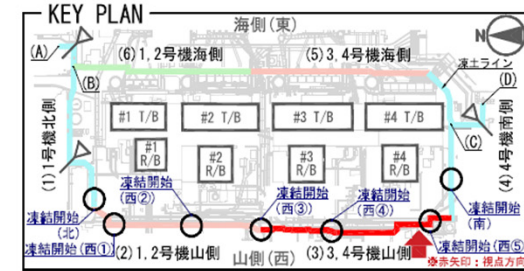 KEY PLAN
海側(東)
N
(A)
(6)1,2号機海側
(5)3,4号機海側
凍土ライン
(B)
(D)
#1 T/B
#2 T/B
#3 T/B
#4 T/B
(1)1号機北側
#1
R/B
#2
R/B
#3
R/B
#4
R/B
(C)
(4)4号機南側
凍結開始
(西②)
凍結開始
(西③)
凍結開始
(西④)
凍結開始
(南)
凍結開始
(北)
凍結開始(西①)
(2)1,2号機山側
(3)3,4号機山側
凍結開始(西⑤)
山側(西)
※赤矢印:視点方向